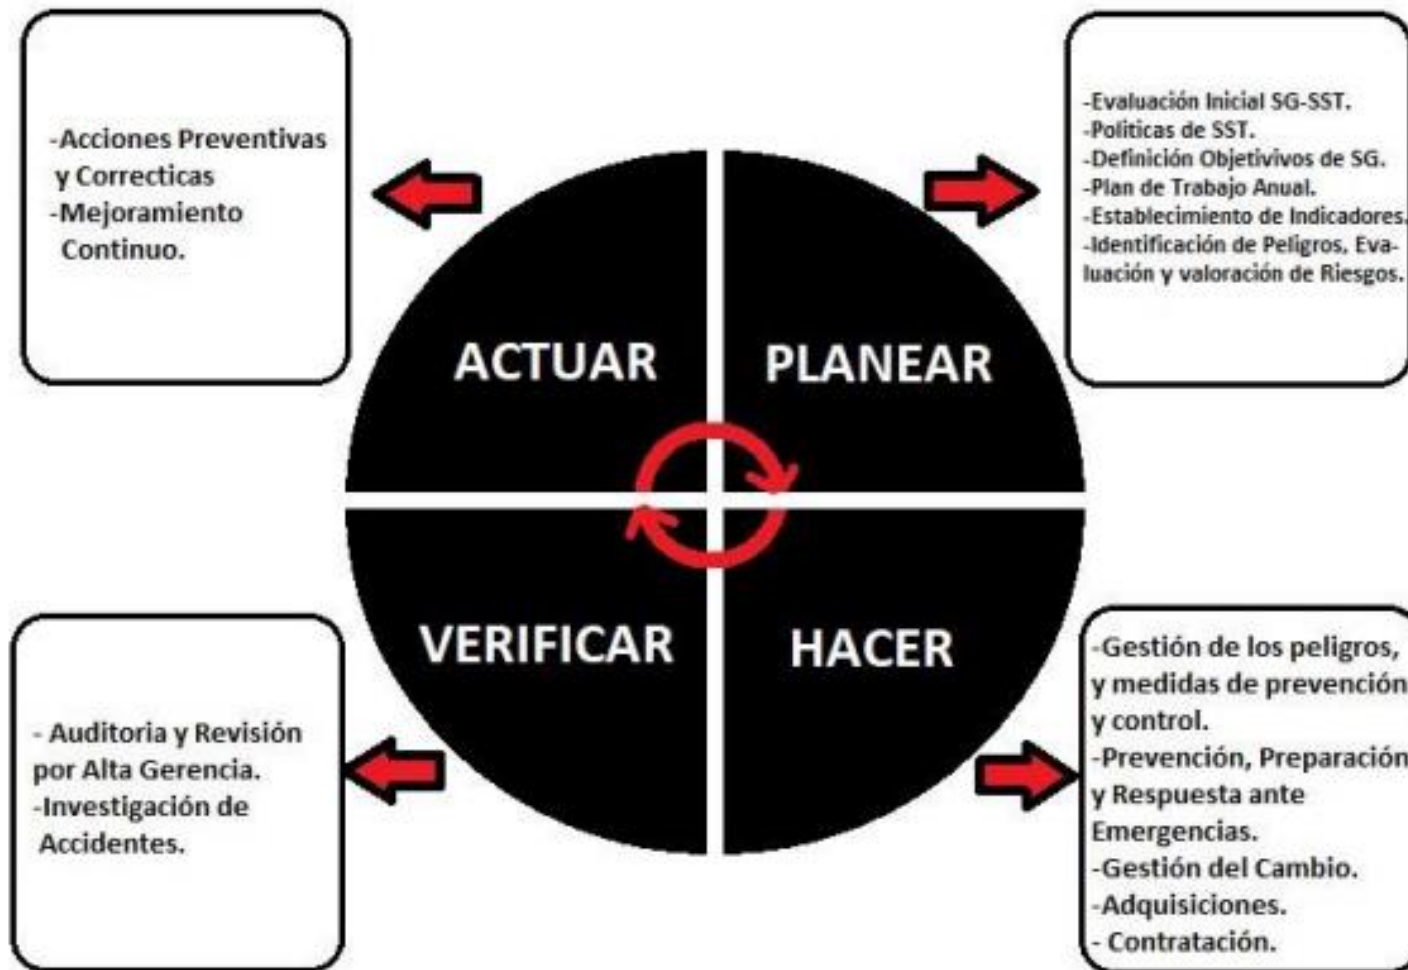 -Acciones Preventivas
y Correcticas
-Mejoramiento
Continuo.
-Evaluación Inicial SG-SST.
-Politicas de SST.
-Definición Objetivivos de SG.
-Plan de Trabajo Anual.
-Establecimiento de Indicadores.
-Identificación de Peligros, Eva-
luación y valoración de Riesgos.
ACTUAR
PLANEAR
VERIFICAR
HACER
- Auditoria y Revisión
por Alta Gerencia.
-Investigación de
Accidentes.
-Gestión de los peligros,
y medidas de prevención
y control.
-Prevención, Preparación
y Respuesta ante
Emergencias.
-Gestión del Cambio.
-Adquisiciones.
- Contratación.